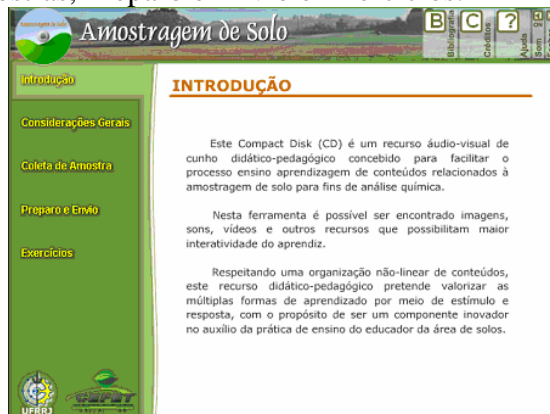 Amostragem de Solo
B
Bibliografia
C
Créditos
?
Ajuda
Som
Introdução
Considerações Gerais
Coleta de Amostra
Preparo e Envio
Exercícios
INTRODUÇÃO
Este Compact Disk (CD) é um recurso áudio-visual de
cunho didático-pedagógico concebido para facilitar o
processo ensino aprendizagem de conteúdos relacionados à
amostragem de solo para fins de análise química.
Nesta ferramenta é possível ser encontrado imagens,
sons, vídeos e outros recursos que possibilitam maior
interatividade do aprendiz.
Respeitando uma organização não-linear de conteúdos,
este recurso didático-pedagógico pretende valorizar as
múltiplas formas de aprendizado por meio de estímulo e
resposta, com o propósito de ser um componente inovador
no auxílio da prática de ensino do educador da área de solos.
UFRRJ